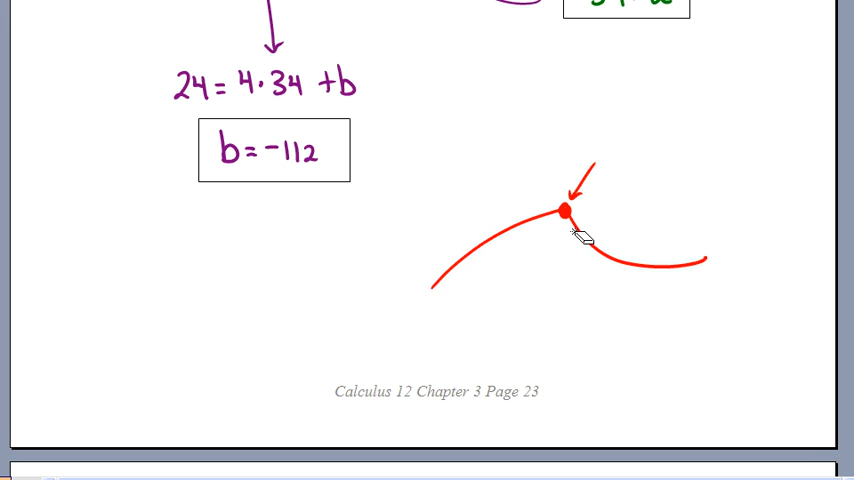 24 = 4·34 + b
b = -112
Calculus 12 Chapter 3 Page 23